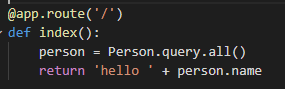 @app.route('/')
def index():
    person = Person.query.all()
    return 'hello ' + person.name